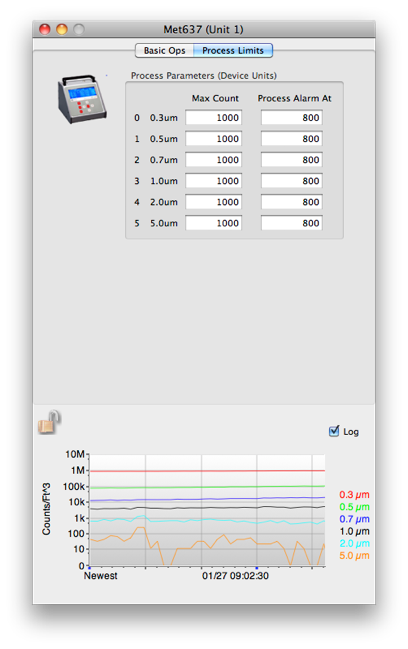 Met637 (Unit 1)
Basic Ops Process Limits
Process Parameters (Device Units)
Max Count Process Alarm At
0 0.3um 1000 800
1 0.5um 1000 800
2 0.7um 1000 800
3 1.0um 1000 800
4 2.0um 1000 800
5 5.0um 1000 800
Log
Counts/Ft^3
10M
1M
100k
10k
1k
100
10
0
0.3 µm
0.5 µm
0.7 µm
1.0 µm
2.0 µm
5.0 µm
Newest 01/27 09:02:30